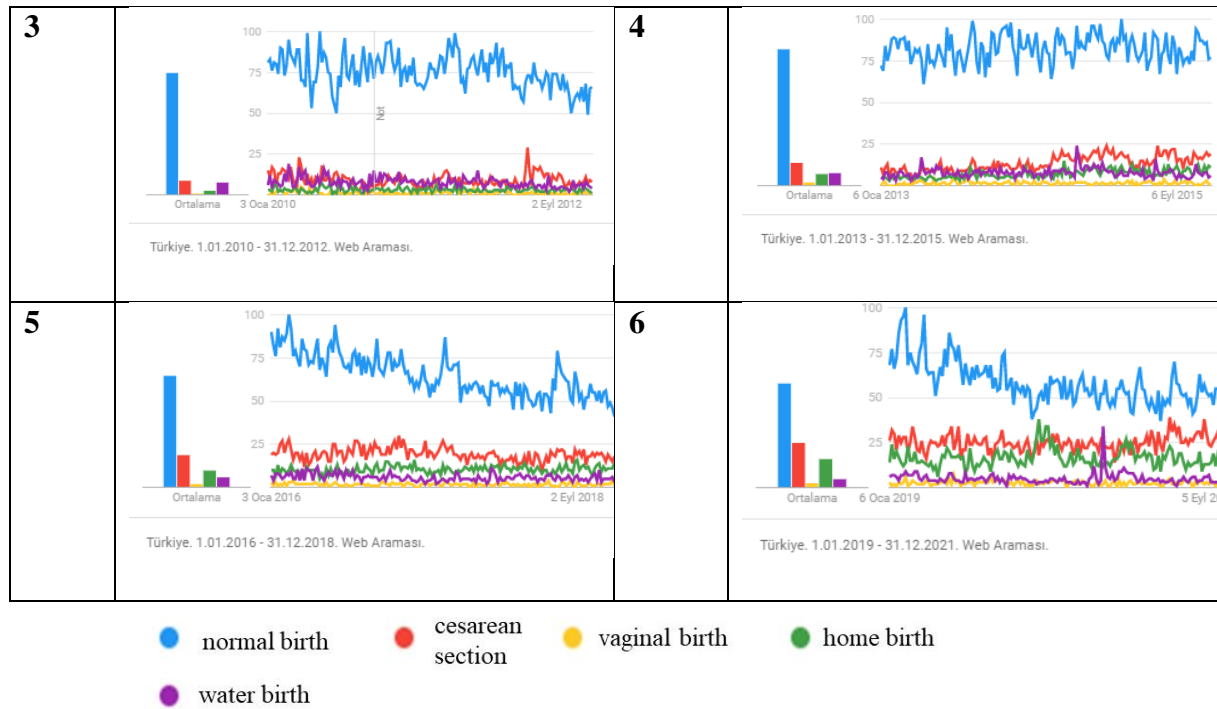 3
100
75
50
25
Not
Ortalama
3 Oca 2010
2 Eyl 2012
Türkiye. 1.01.2010 - 31.12.2012. Web Araması.
4
100
75
50
25
Ortalama
6 Oca 2013
6 Eyl 2015
Türkiye. 1.01.2013 - 31.12.2015. Web Araması.
5
100
75
50
25
Ortalama
3 Oca 2016
2 Eyl 2018
Türkiye. 1.01.2016 - 31.12.2018. Web Araması.
6
100
75
50
25
Ortalama
6 Oca 2019
5 Eyl
Türkiye. 1.01.2019 - 31.12.2021. Web Araması.
normal birth
cesarean
section
vaginal birth
home birth
water birth